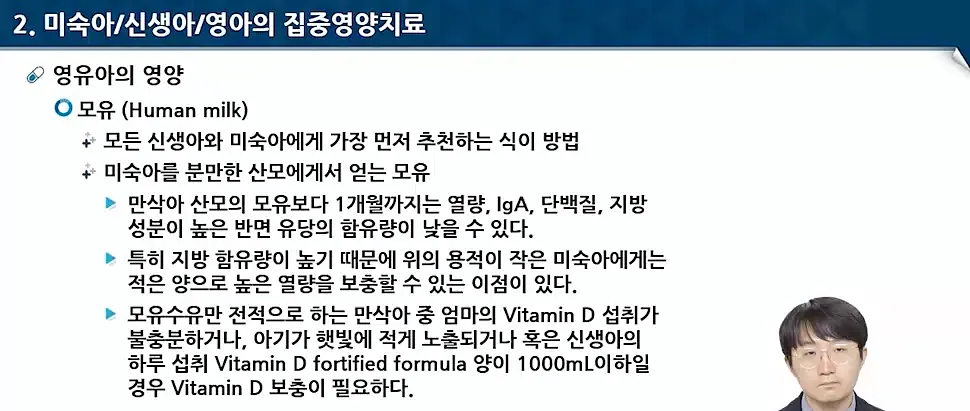 2. 미숙아/신생아/영아의 집중영양치료
영유아의 영양
모유 (Human milk)
모든 신생아와 미숙아에게 가장 먼저 추천하는 식이 방법
미숙아를 분만한 산모에게서 얻는 모유
만삭아 산모의 모유보다 1개월까지는 열량, IgA, 단백질, 지방
성분이 높은 반면 유당의 함유량이 낮을 수 있다.
특히 지방 함유량이 높기 때문에 위의 용적이 작은 미숙아에게는
적은 양으로 높은 열량을 보충할 수 있는 이점이 있다.
모유수유만 전적으로 하는 만삭아 중 엄마의 Vitamin D 섭취가
불충분하거나, 아기가 햇빛에 적게 노출되거나 혹은 신생아의
하루 섭취 Vitamin D fortified formula 양이 1000mL이하일
경우 Vitamin D 보충이 필요하다.